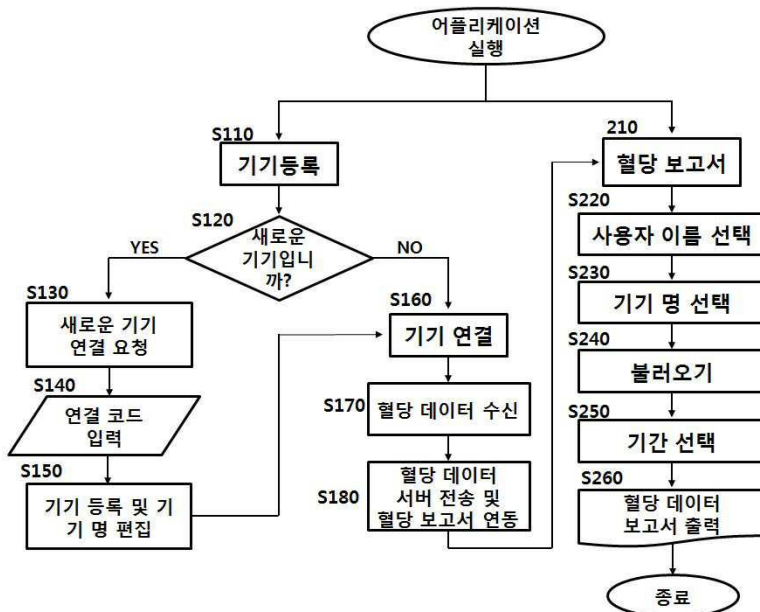 어플리케이션
실행
S110
기기등록
S120
새로운
기기입니
까?
YES
NO
S130
새로운 기기
연결 요청
S140
연결 코드
입력
S150
기기 등록 및 기
기 명 편집
S160
기기 연결
S170
혈당 데이터 수신
S180
혈당 데이터
서버 전송 및
혈당 보고서 연동
210
혈당 보고서
S220
사용자 이름 선택
S230
기기 명 선택
S240
불러오기
S250
기간 선택
S260
혈당 데이터
보고서 출력
종료